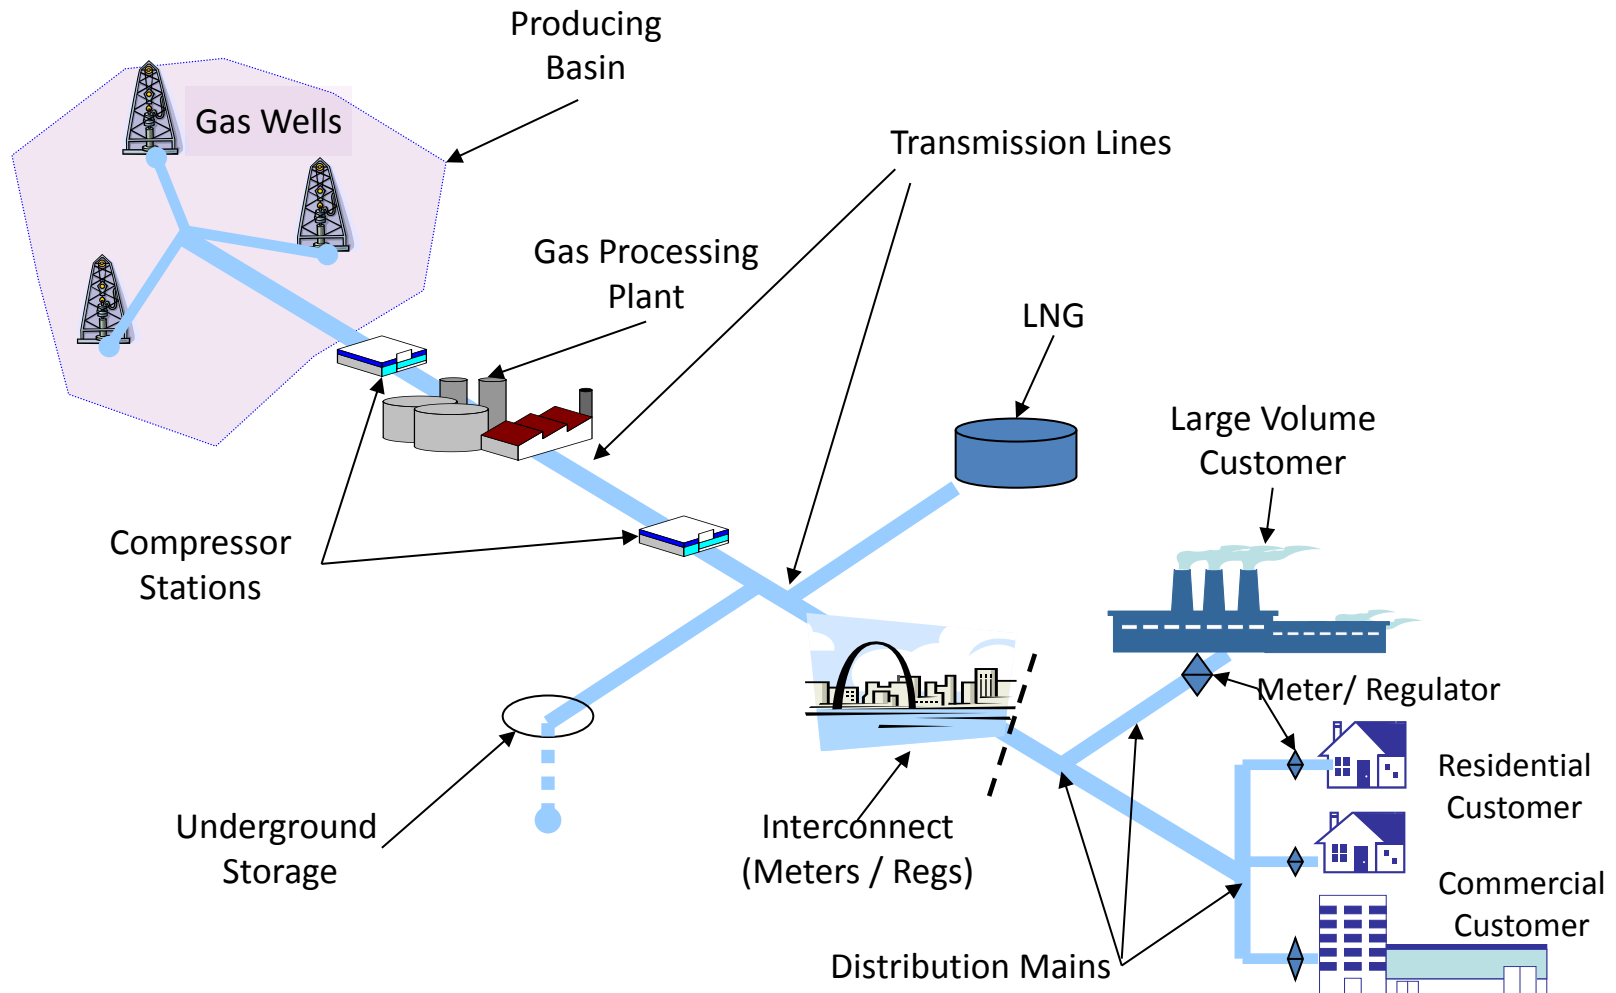 Producing
Basin
Gas Wells
Transmission Lines
Gas Processing
Plant
LNG
Large Volume
Customer
Compressor
Stations
Meter/ Regulator
Residential
Customer
Underground
Storage
Interconnect
(Meters / Regs)
Commercial
Customer
Distribution Mains